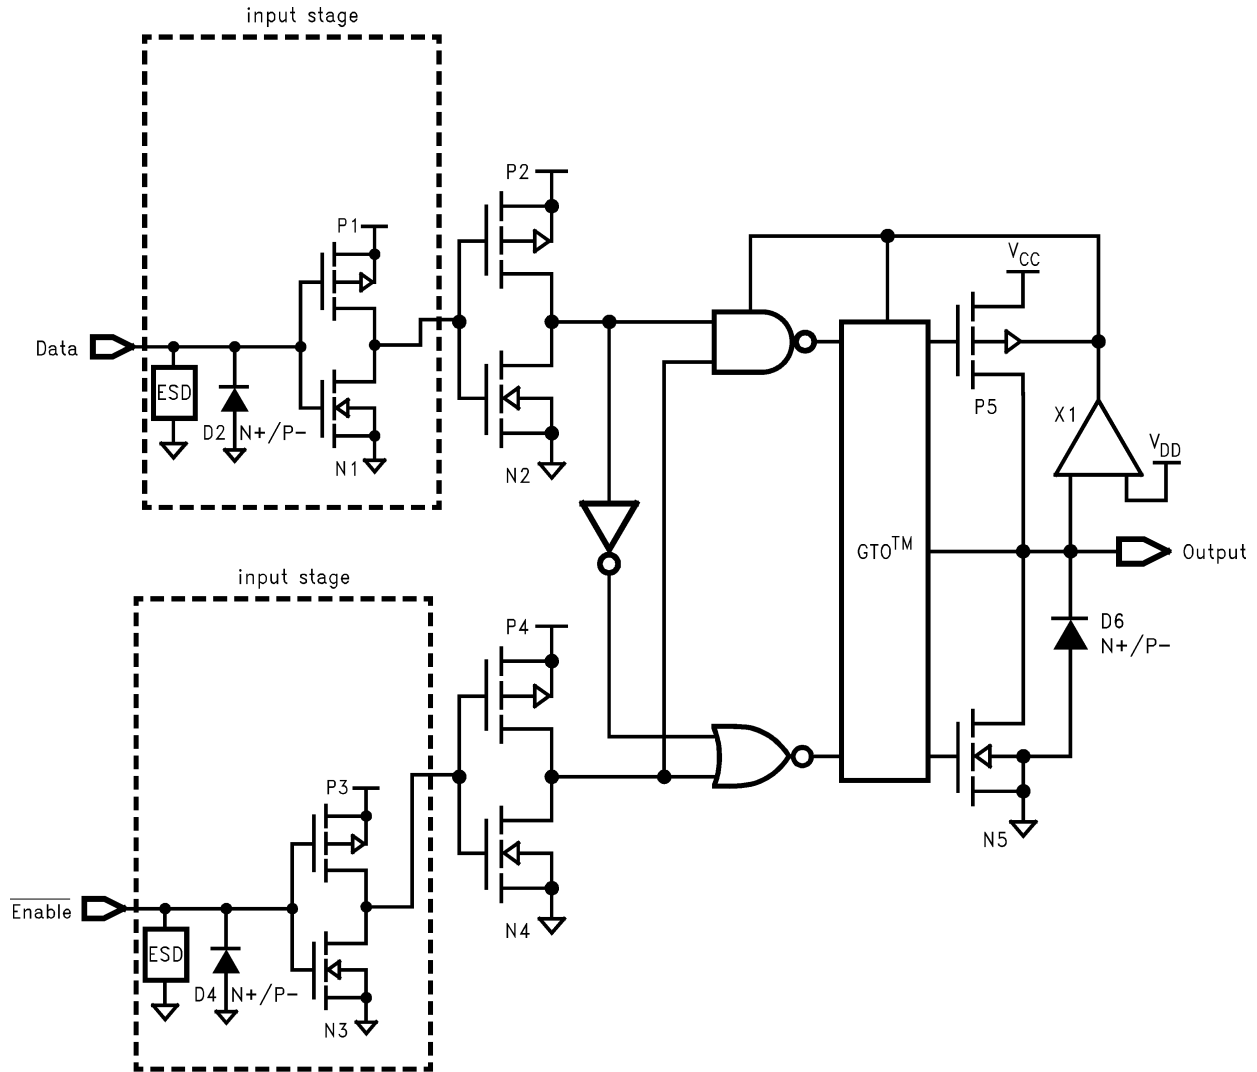 input stage
P2
P1
VCC
Data
ESD
D2 N+/P-
N1
N2
P5
X1
VDD
GTO™
Output
input stage
P4
D6
N+/P-
P3
N5
Enable
ESD
D4 N+/P-
N3
N4